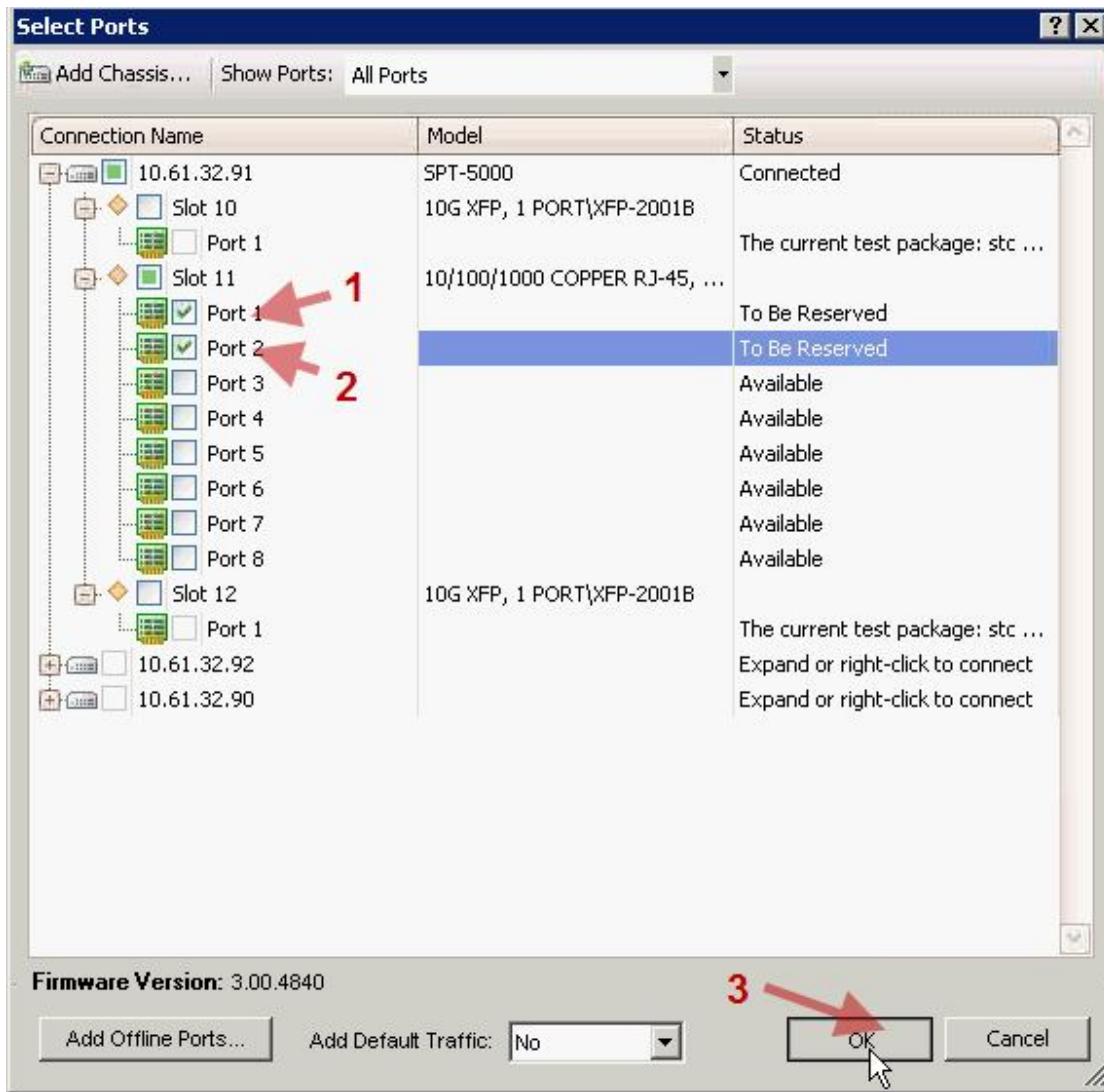 Select Ports
Add Chassis... Show Ports: All Ports
Connection Name Model Status
10.61.32.91 SPT-5000 Connected
Slot 10 10G XFP, 1 PORT\XFP-2001B
Port 1 The current test package: stc ...
Slot 11 10/100/1000 COPPER RJ-45, ... 1
Port 1 To Be Reserved
Port 2 To Be Reserved
Port 3 Available 2
Port 4 Available
Port 5 Available
Port 6 Available
Port 7 Available
Port 8 Available
Slot 12 10G XFP, 1 PORT\XFP-2001B
Port 1 The current test package: stc ...
10.61.32.92 Expand or right-click to connect
10.61.32.90 Expand or right-click to connect
Firmware Version: 3.00.4840
3
Add Offline Ports... Add Default Traffic: No OK Cancel